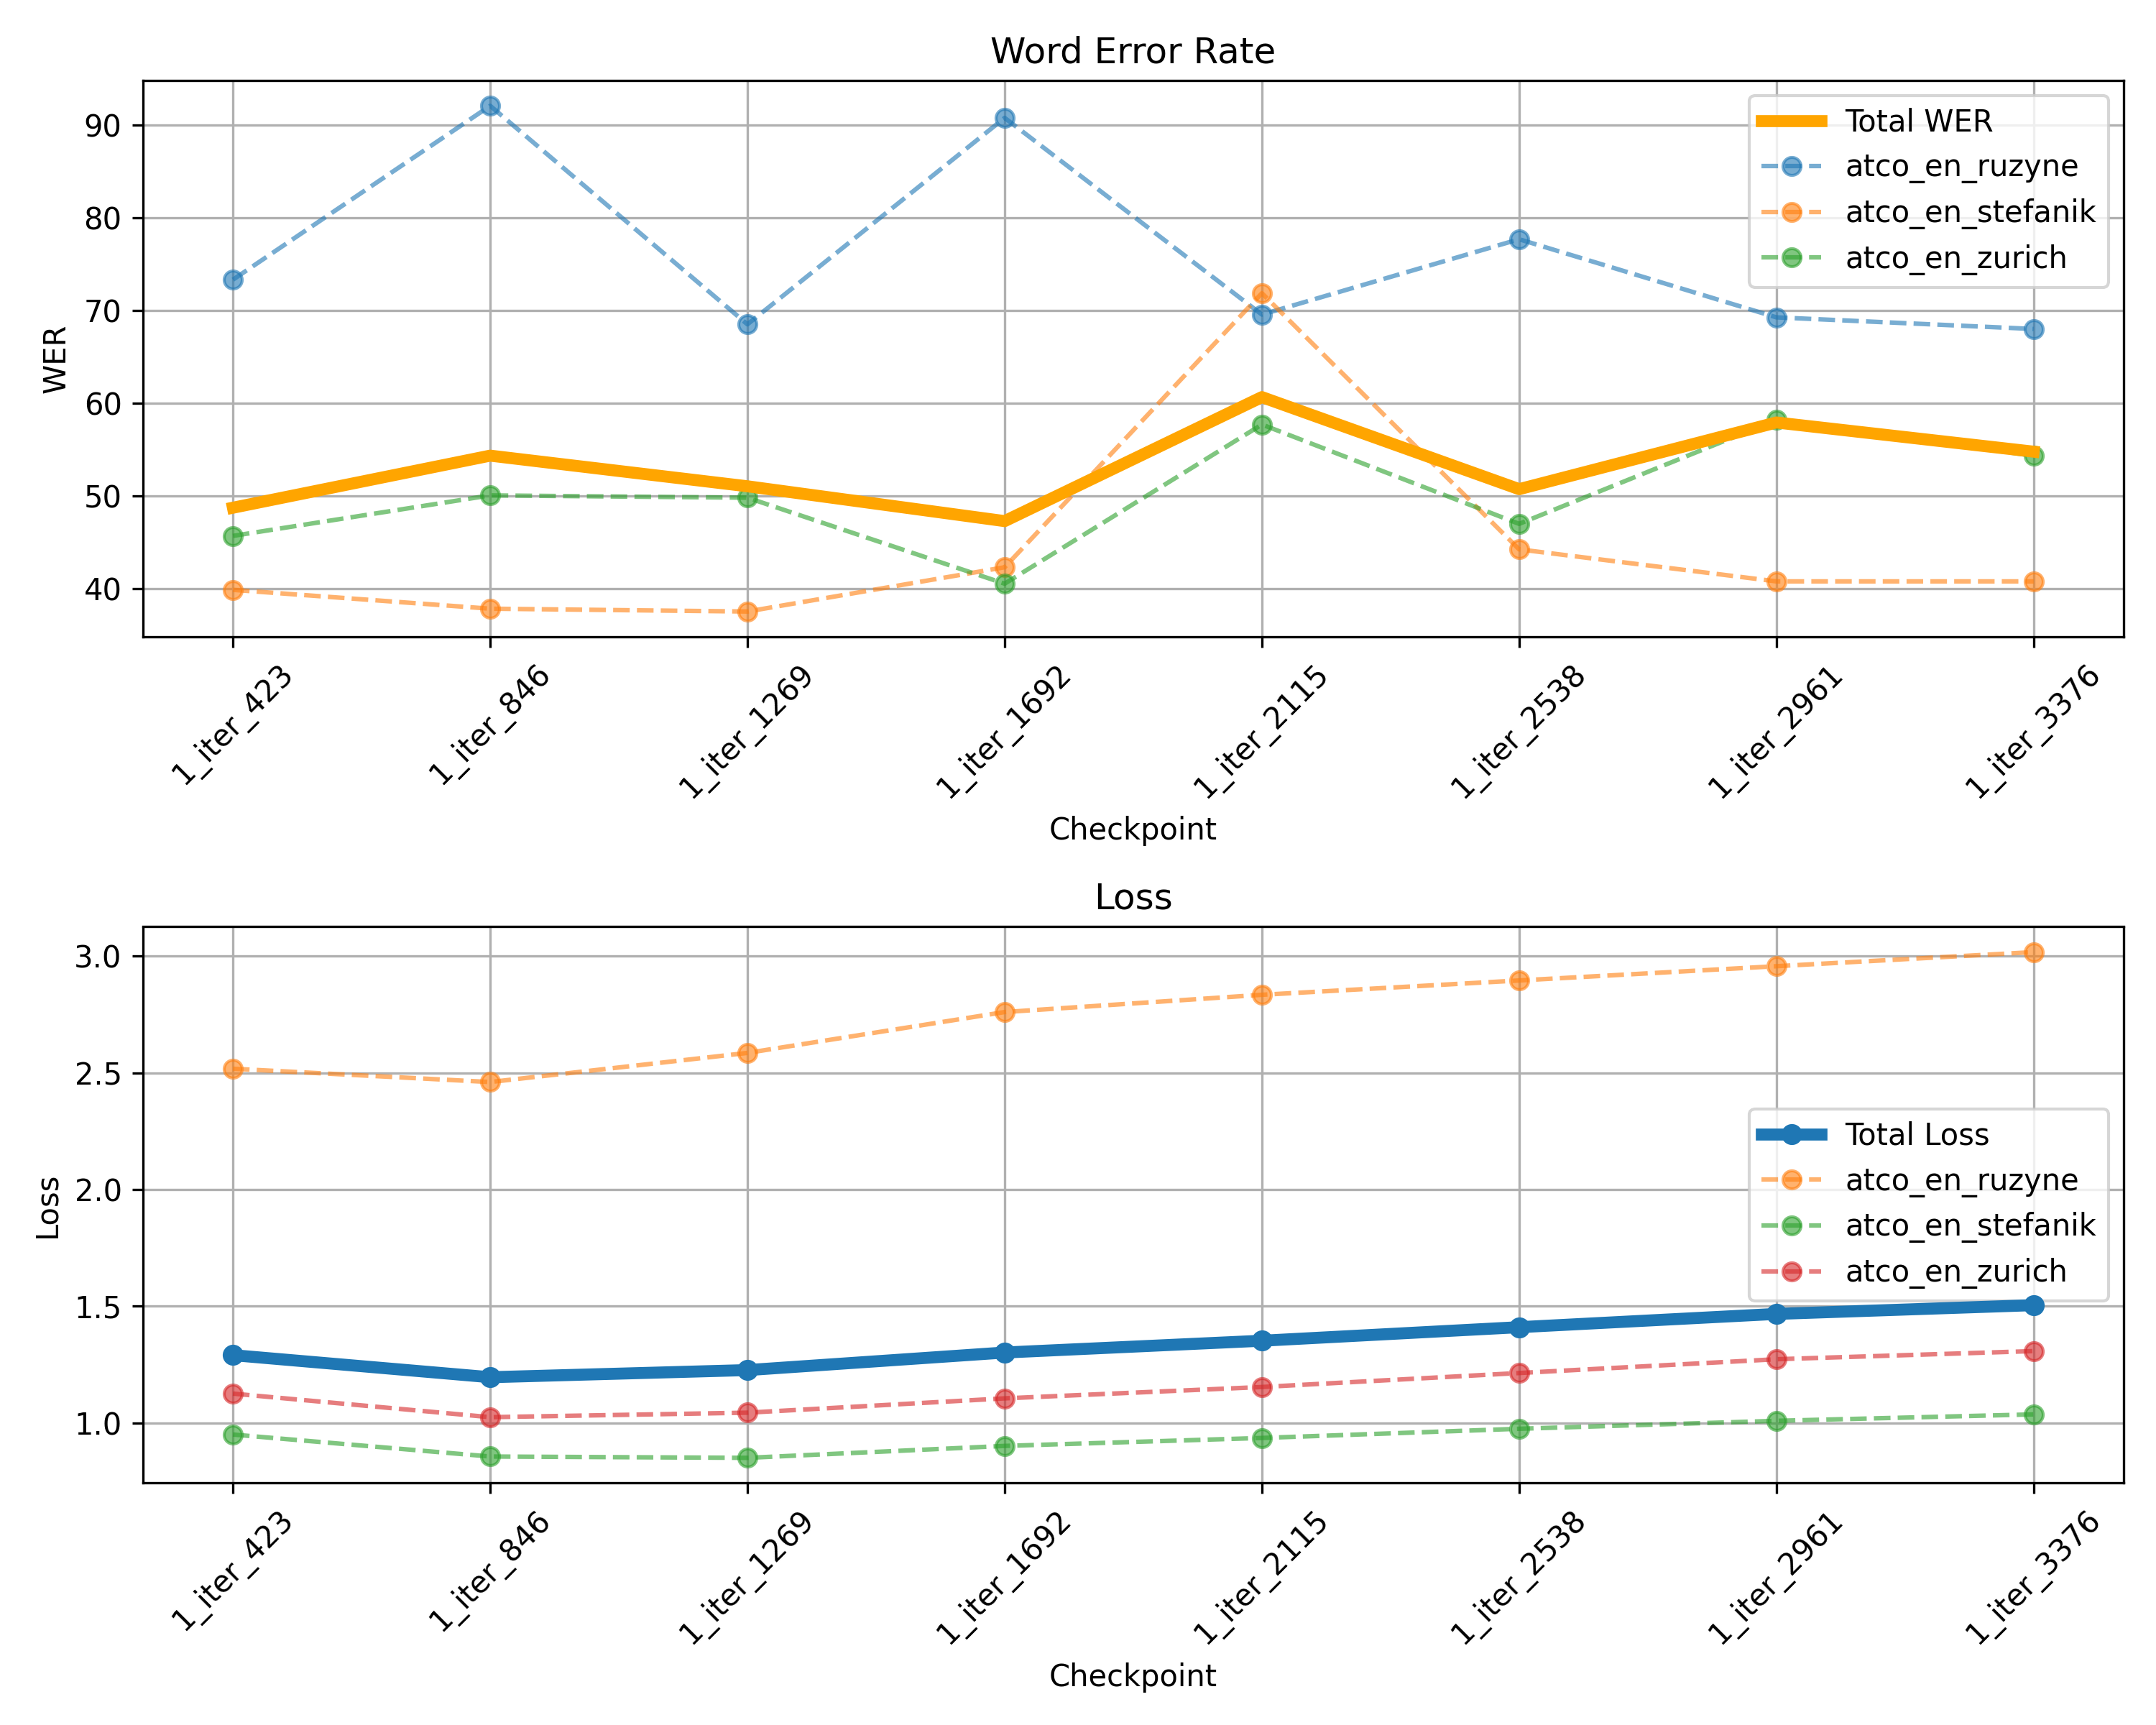 Word Error Rate
WER
90
80
70
60
50
40
Total WER
atco_en_ruzyne
atco_en_stefanik
atco_en_zurich
1_iter_423
1_iter_846
1_iter_1269
1_iter_1692
1_iter_2115
1_iter_2538
1_iter_2961
1_iter_3376
Checkpoint
Loss
Loss
3.0
2.5
2.0
1.5
1.0
Total Loss
atco_en_ruzyne
atco_en_stefanik
atco_en_zurich
1_iter_423
1_iter_846
1_iter_1269
1_iter_1692
1_iter_2115
1_iter_2538
1_iter_2961
1_iter_3376
Checkpoint